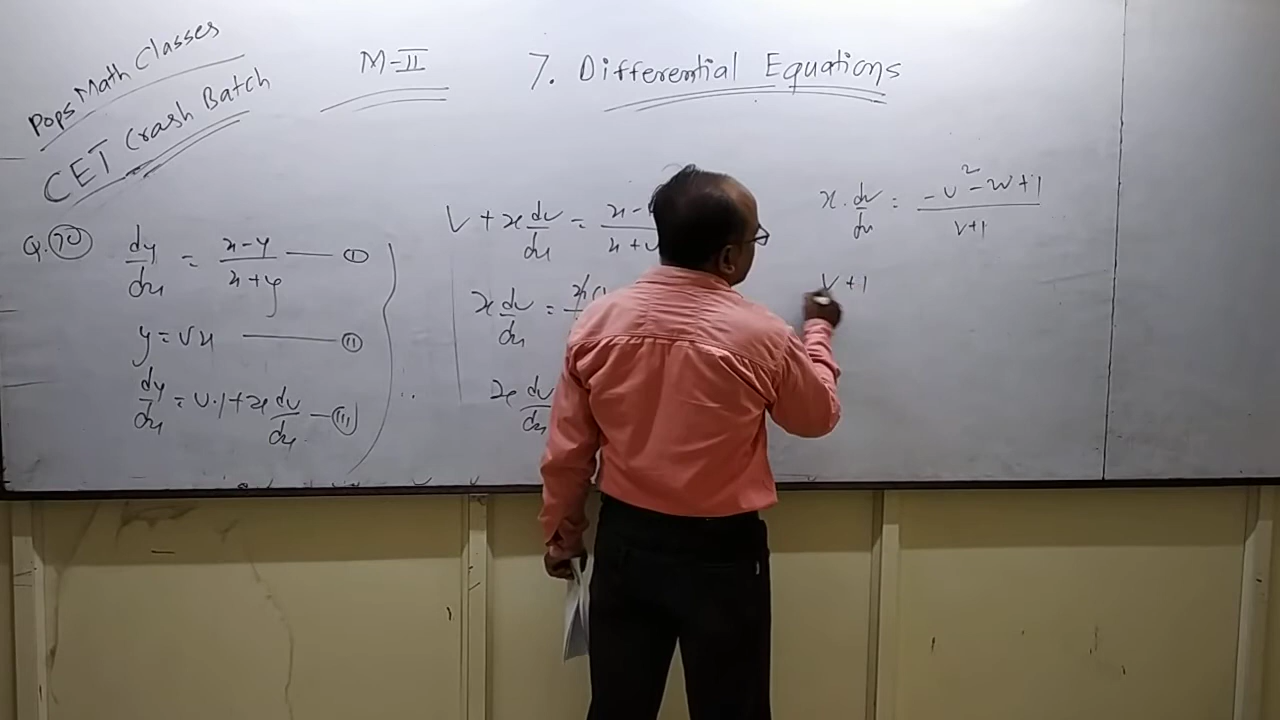 Pops Math Classes
CET Crash Batch
M-II
7. Differential Equations
Q. 70
dy/dx = x-y/x+y — I
y = vx — II
dy/dx = v.1 + x dv/dx — III
v + x dv/dx = x-
x+v
x dv/dx = x(
x dv/dx
x. dv/dx = -v² - 2v + 1 / v+1
v + 1